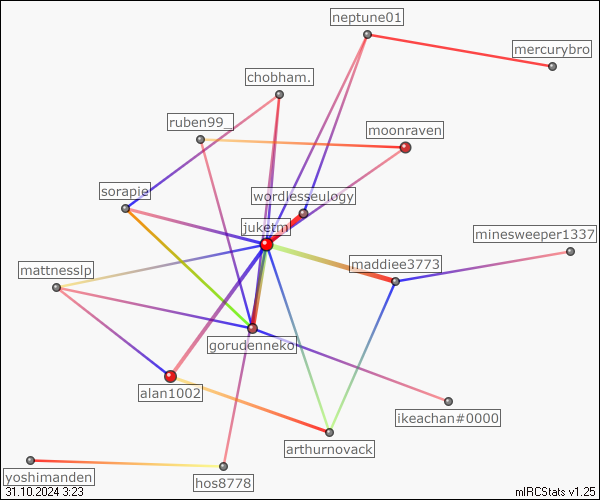 neptune01
mercurybro
chobham.
ruben99_
moonraven
sorapie
wordlesseulogy
juketm
minesweeper1337
maddiee3773
mattnesslp
gorudenneko
alan1002
ikeachan#0000
arthurnovack
yoshimanden
hos8778
31.10.2024 3:23
mIRCStats v1.25